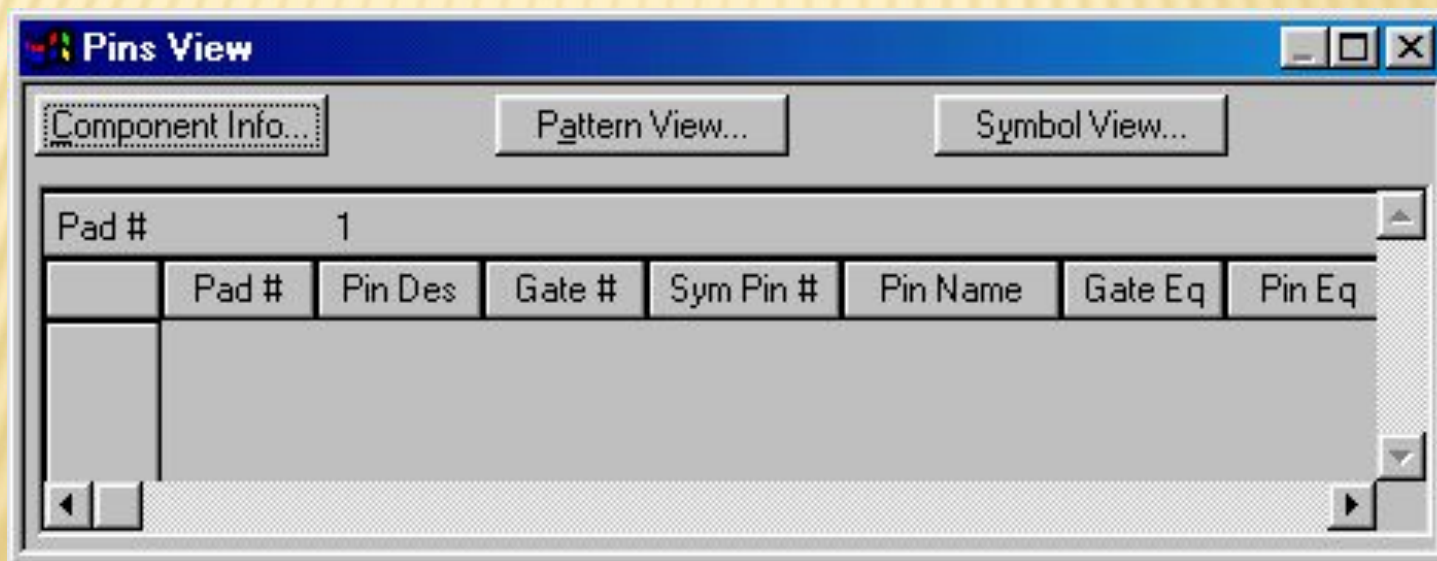 Pins View
Component Info... Pattern View... Symbol View...
Pad # 1
Pad # Pin Des Gate # Sym Pin # Pin Name Gate Eq Pin Eq